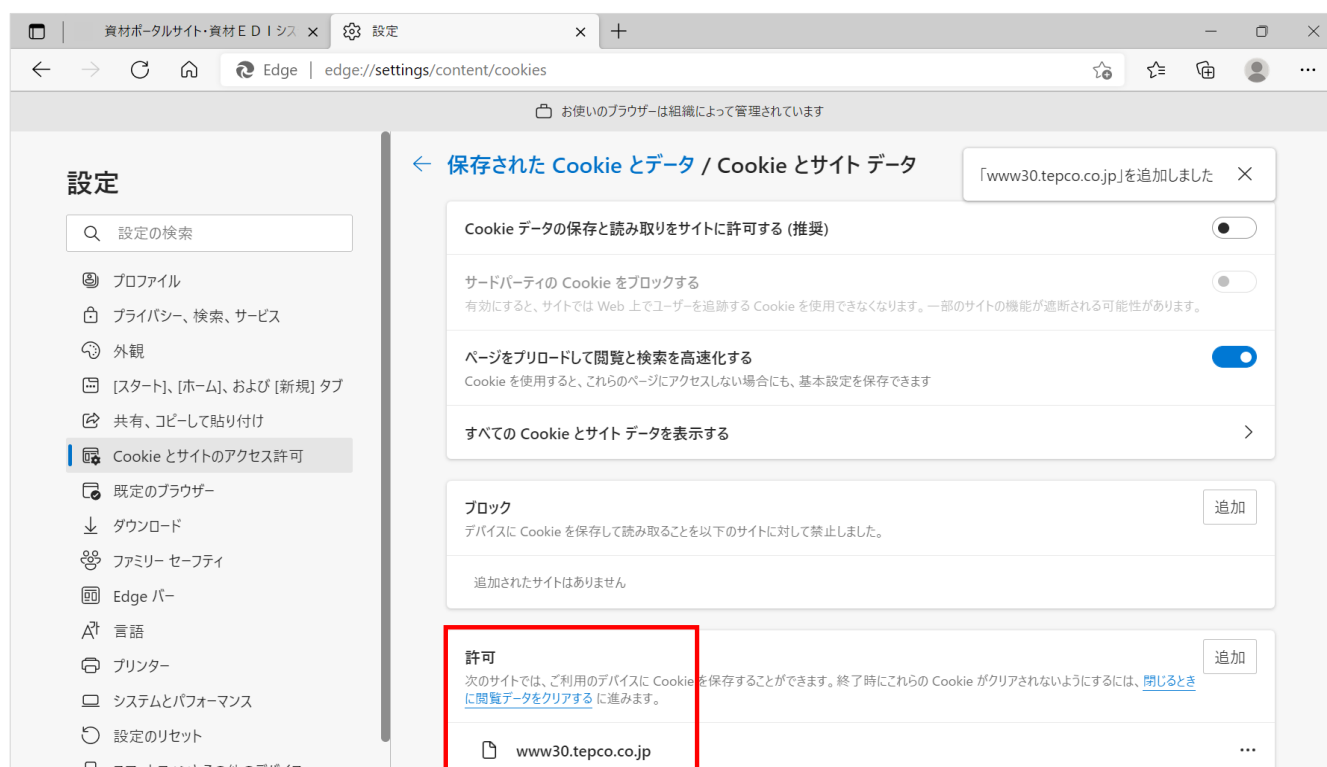 資材ポータルサイト・資材ＥＤＩシス
設定
Edge | edge://settings/content/cookies
お使いのブラウザーは組織によって管理されています
設定
設定の検索
プロファイル
プライバシー、検索、サービス
外観
[スタート]、[ホーム]、および [新規] タブ
共有、コピーして貼り付け
Cookie とサイトのアクセス許可
既定のブラウザー
ダウンロード
ファミリー セーフティ
Edge バー
言語
プリンター
システムとパフォーマンス
設定のリセット
保存された Cookie とデータ / Cookie とサイト データ
「www30.tepco.co.jp」を追加しました
Cookie データの保存と読み取りをサイトに許可する (推奨)
サードパーティの Cookie をブロックする
有効にすると、サイトでは Web 上でユーザーを追跡する Cookie を使用できなくなります。一部のサイトの機能が遮断される可能性があります。
ページをプリロードして閲覧と検索を高速化する
Cookie を使用すると、これらのページにアクセスしない場合にも、基本設定を保存できます
すべての Cookie とサイト データを表示する
ブロック
追加
デバイスに Cookie を保存して読み取ることを以下のサイトに対して禁止しました。
追加されたサイトはありません
許可
追加
次のサイトでは、ご利用のデバイスに Cookie を保存することができます。終了時にこれらの Cookie がクリアされないようにするには、閉じるとき
に閲覧データをクリアする に進みます。
www30.tepco.co.jp